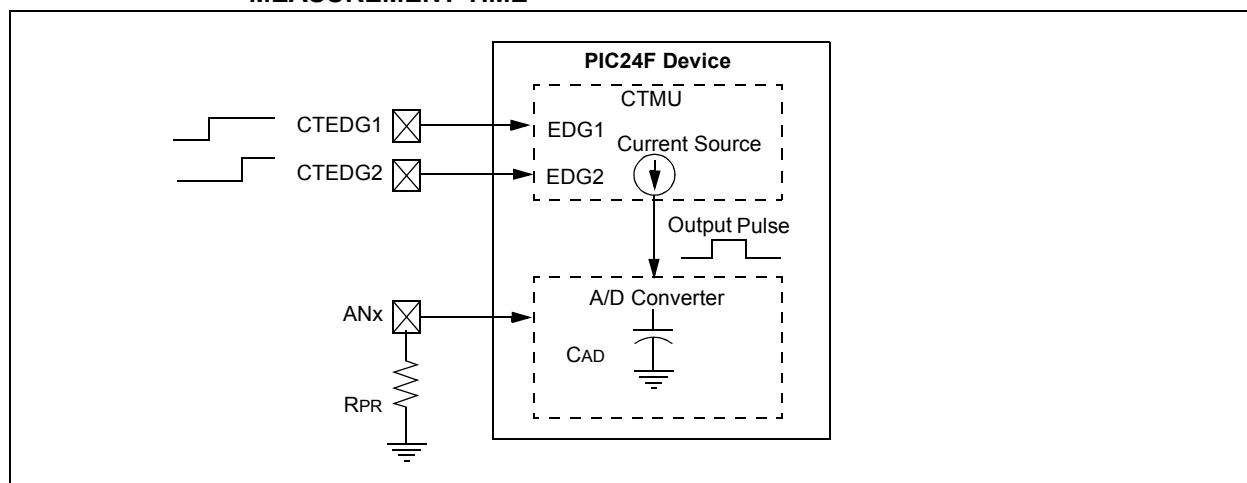 MEASUREMENT TIME
PIC24F Device
CTMU
CTEDG1
EDG1
Current Source
CTEDG2
EDG2
Output Pulse
A/D Converter
ANx
CAD
RPR